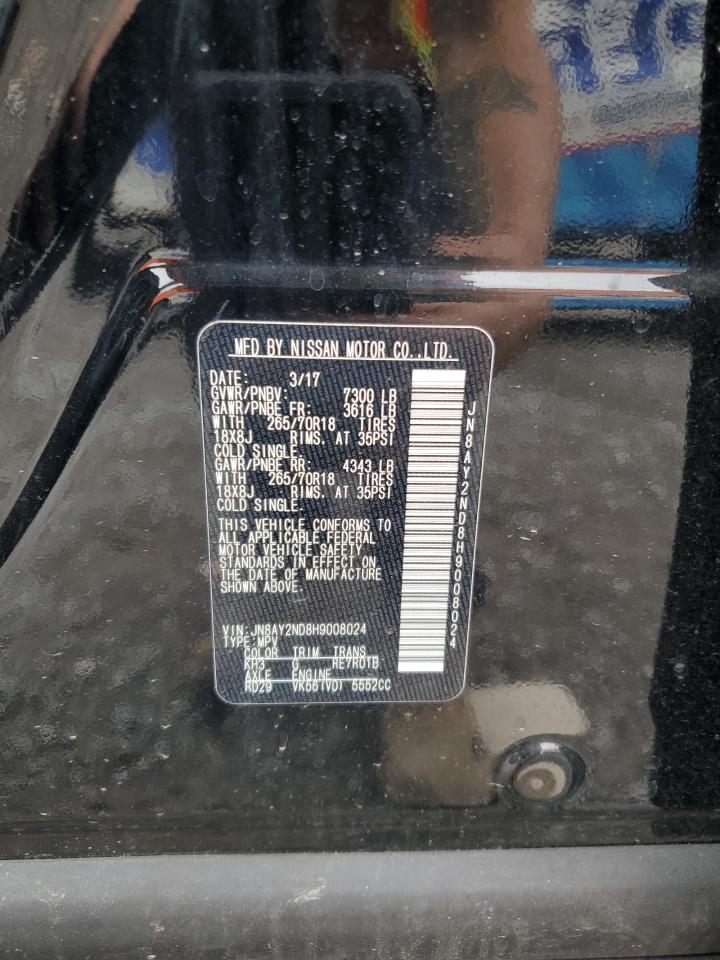 MFD BY NISSAN MOTOR CO.,LTD.
DATE: 3/17
GVWR/PNBV: 7300 LB
GAWR/PNBE FR: 3616 LB
WITH 265/70R18 TIRES
18X8J RIMS. AT 35PSI
COLD SINGLE.
GAWR/PNBE RR: 4343 LB
WITH 265/70R18 TIRES
18X8J RIMS. AT 35PSI
COLD SINGLE.
THIS VEHICLE CONFORMS TO
ALL APPLICABLE FEDERAL
MOTOR VEHICLE SAFETY
STANDARDS IN EFFECT ON
THE DATE OF MANUFACTURE
SHOWN ABOVE.
VIN:JN8AY2ND8H9008024
TYPE:MPV
COLOR TRIM TRANS
KH3 G RE7R01B
AXLE ENGINE
RD29 VK56(VD) 5552CC
JN8AY2ND8H9008024